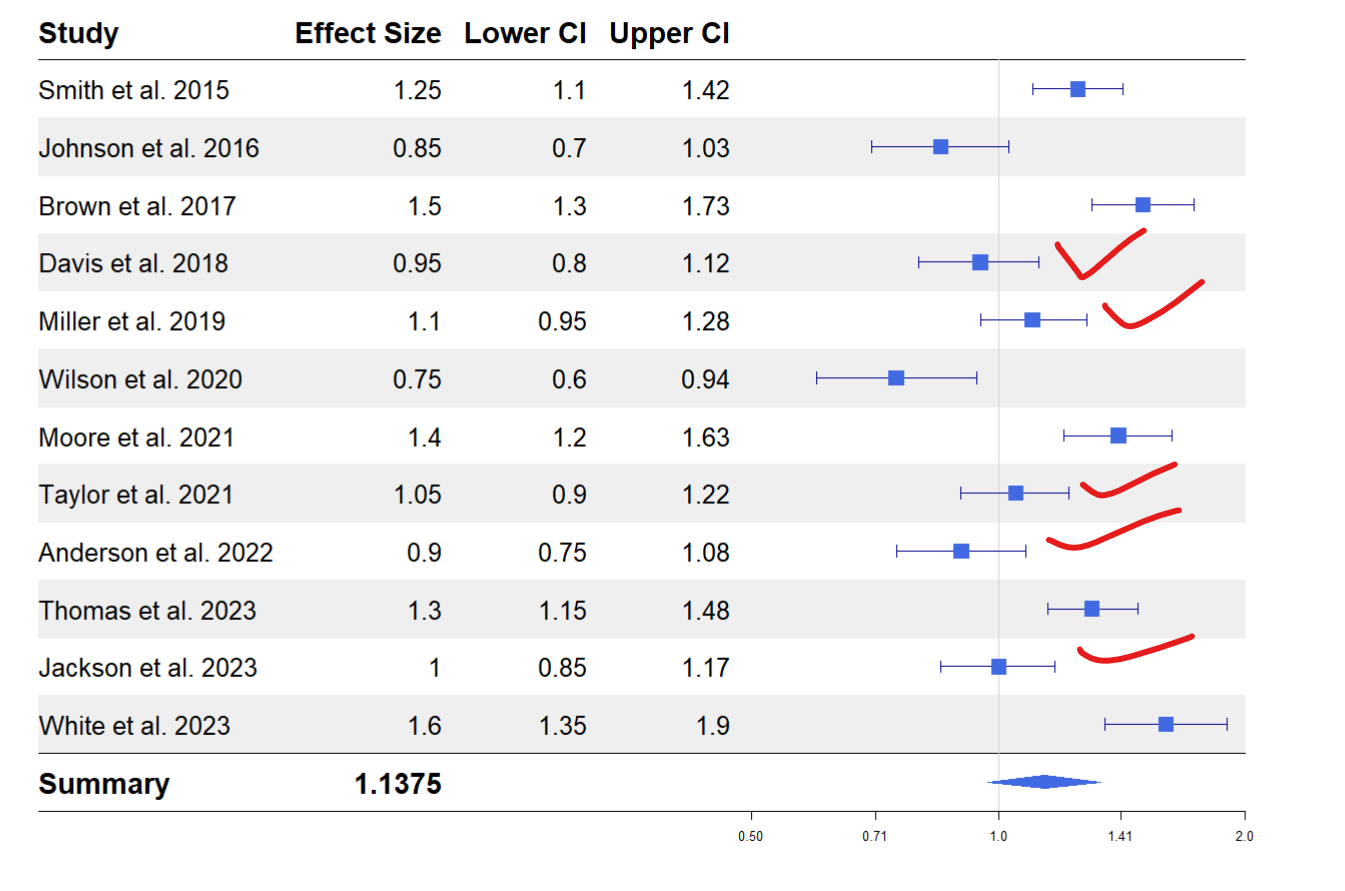 Study Effect Size Lower CI Upper CI
Smith et al. 2015 1.25 1.1 1.42
Johnson et al. 2016 0.85 0.7 1.03
Brown et al. 2017 1.5 1.3 1.73
Davis et al. 2018 0.95 0.8 1.12
Miller et al. 2019 1.1 0.95 1.28
Wilson et al. 2020 0.75 0.6 0.94
Moore et al. 2021 1.4 1.2 1.63
Taylor et al. 2021 1.05 0.9 1.22
Anderson et al. 2022 0.9 0.75 1.08
Thomas et al. 2023 1.3 1.15 1.48
Jackson et al. 2023 1 0.85 1.17
White et al. 2023 1.6 1.35 1.9
Summary 1.1375
0.50 0.71 1.0 1.41 2.0